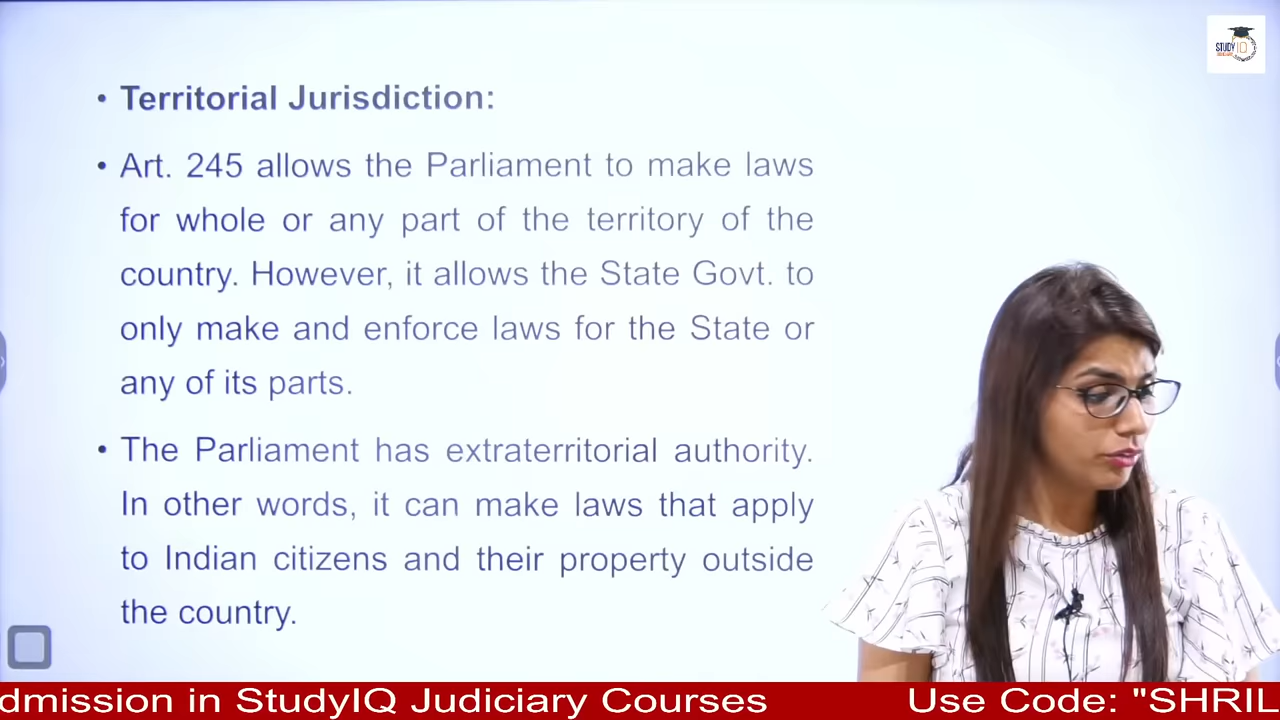 STUDY IQ
JUDICIARY
• Territorial Jurisdiction:
• Art. 245 allows the Parliament to make laws
for whole or any part of the territory of the
country. However, it allows the State Govt. to
only make and enforce laws for the State or
any of its parts.
• The Parliament has extraterritorial authority.
In other words, it can make laws that apply
to Indian citizens and their property outside
the country.
dmission in StudyIQ Judiciary Courses Use Code: "SHRIL